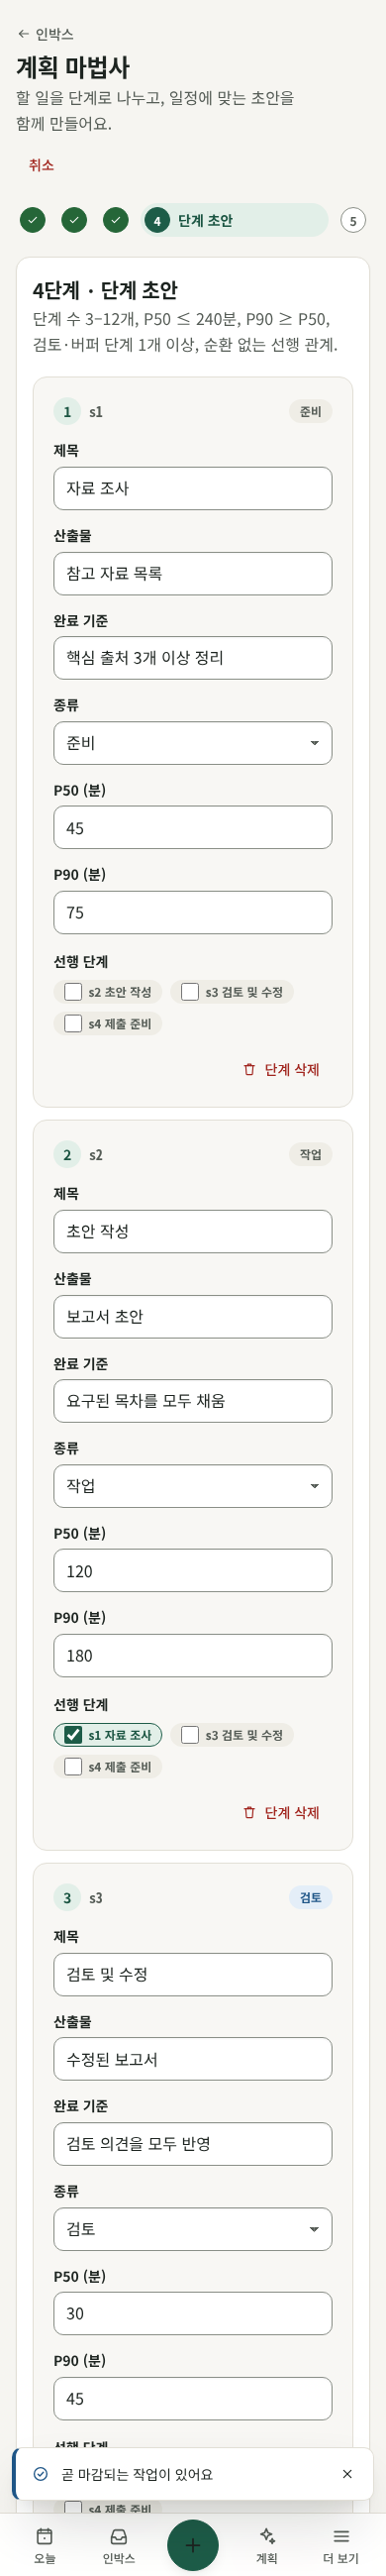 ← 인박스
계획 마법사
할 일을 단계로 나누고, 일정에 맞는 초안을
함께 만들어요.
취소
4 단계 초안 5
4단계 · 단계 초안
단계 수 3–12개, P50 ≤ 240분, P90 ≥ P50,
검토·버퍼 단계 1개 이상, 순환 없는 선행 관계.
1 s1 준비
제목
자료 조사
산출물
참고 자료 목록
완료 기준
핵심 출처 3개 이상 정리
종류
준비
P50 (분)
45
P90 (분)
75
선행 단계
s2 초안 작성 s3 검토 및 수정
s4 제출 준비
단계 삭제
2 s2 작업
제목
초안 작성
산출물
보고서 초안
완료 기준
요구된 목차를 모두 채움
종류
작업
P50 (분)
120
P90 (분)
180
선행 단계
s1 자료 조사 s3 검토 및 수정
s4 제출 준비
단계 삭제
3 s3 검토
제목
검토 및 수정
산출물
수정된 보고서
완료 기준
검토 의견을 모두 반영
종류
검토
P50 (분)
30
P90 (분)
45
선행 단계
곧 마감되는 작업이 있어요
s4 제출 준비
오늘 인박스 계획 더 보기